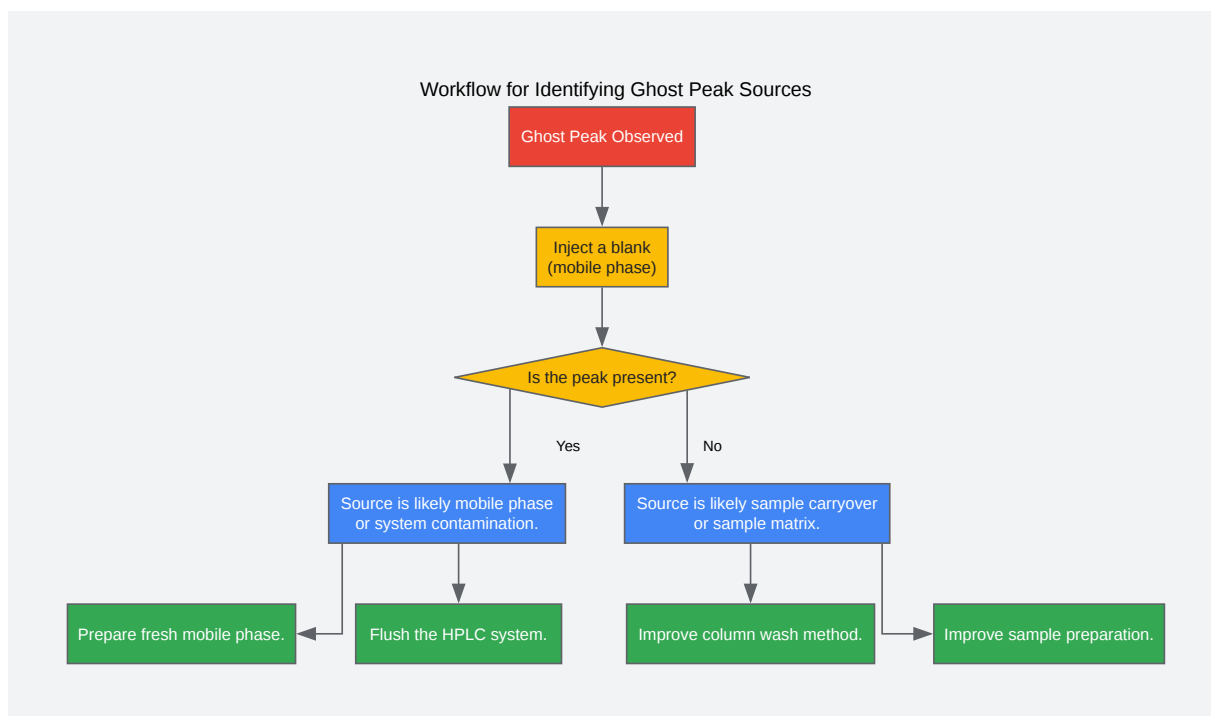 Workflow for Identifying Ghost Peak Sources
Ghost Peak Observed
Inject a blank
(mobile phase)
Is the peak present?
Yes
No
Source is likely mobile phase
or system contamination.
Source is likely sample carryover
or sample matrix.
Prepare fresh mobile phase.
Flush the HPLC system.
Improve column wash method.
Improve sample preparation.